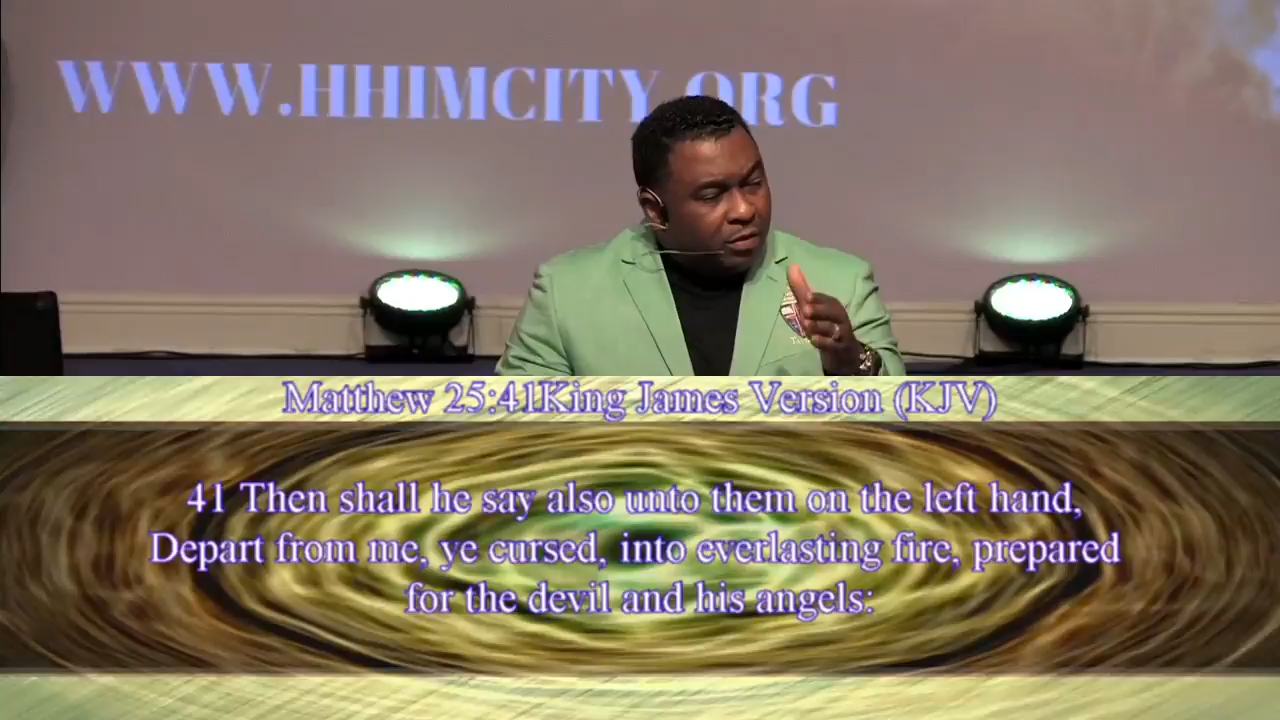 WWW.HHIMCITY.ORG
Matthew 25:41King James Version (KJV)
41 Then shall he say also unto them on the left hand,
Depart from me, ye cursed, into everlasting fire, prepared
for the devil and his angels: